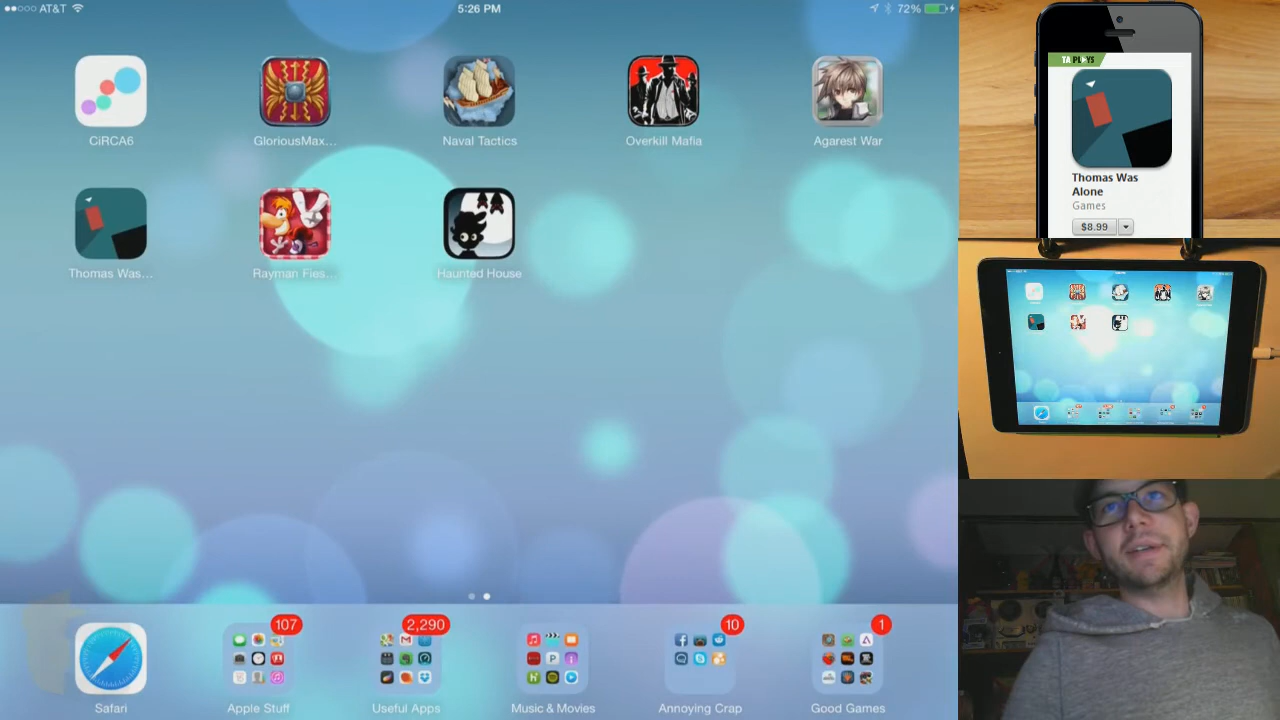 AT&T
5:26 PM
72%
CiRCA6
GloriousMax...
Naval Tactics
Overkill Mafia
Agarest War
Thomas Was...
Rayman Fies...
Haunted House
107
2,290
10
1
Safari
Apple Stuff
Useful Apps
Music & Movies
Annoying Crap
Good Games
TA PLAYS
Thomas Was
Alone
Games
$8.99